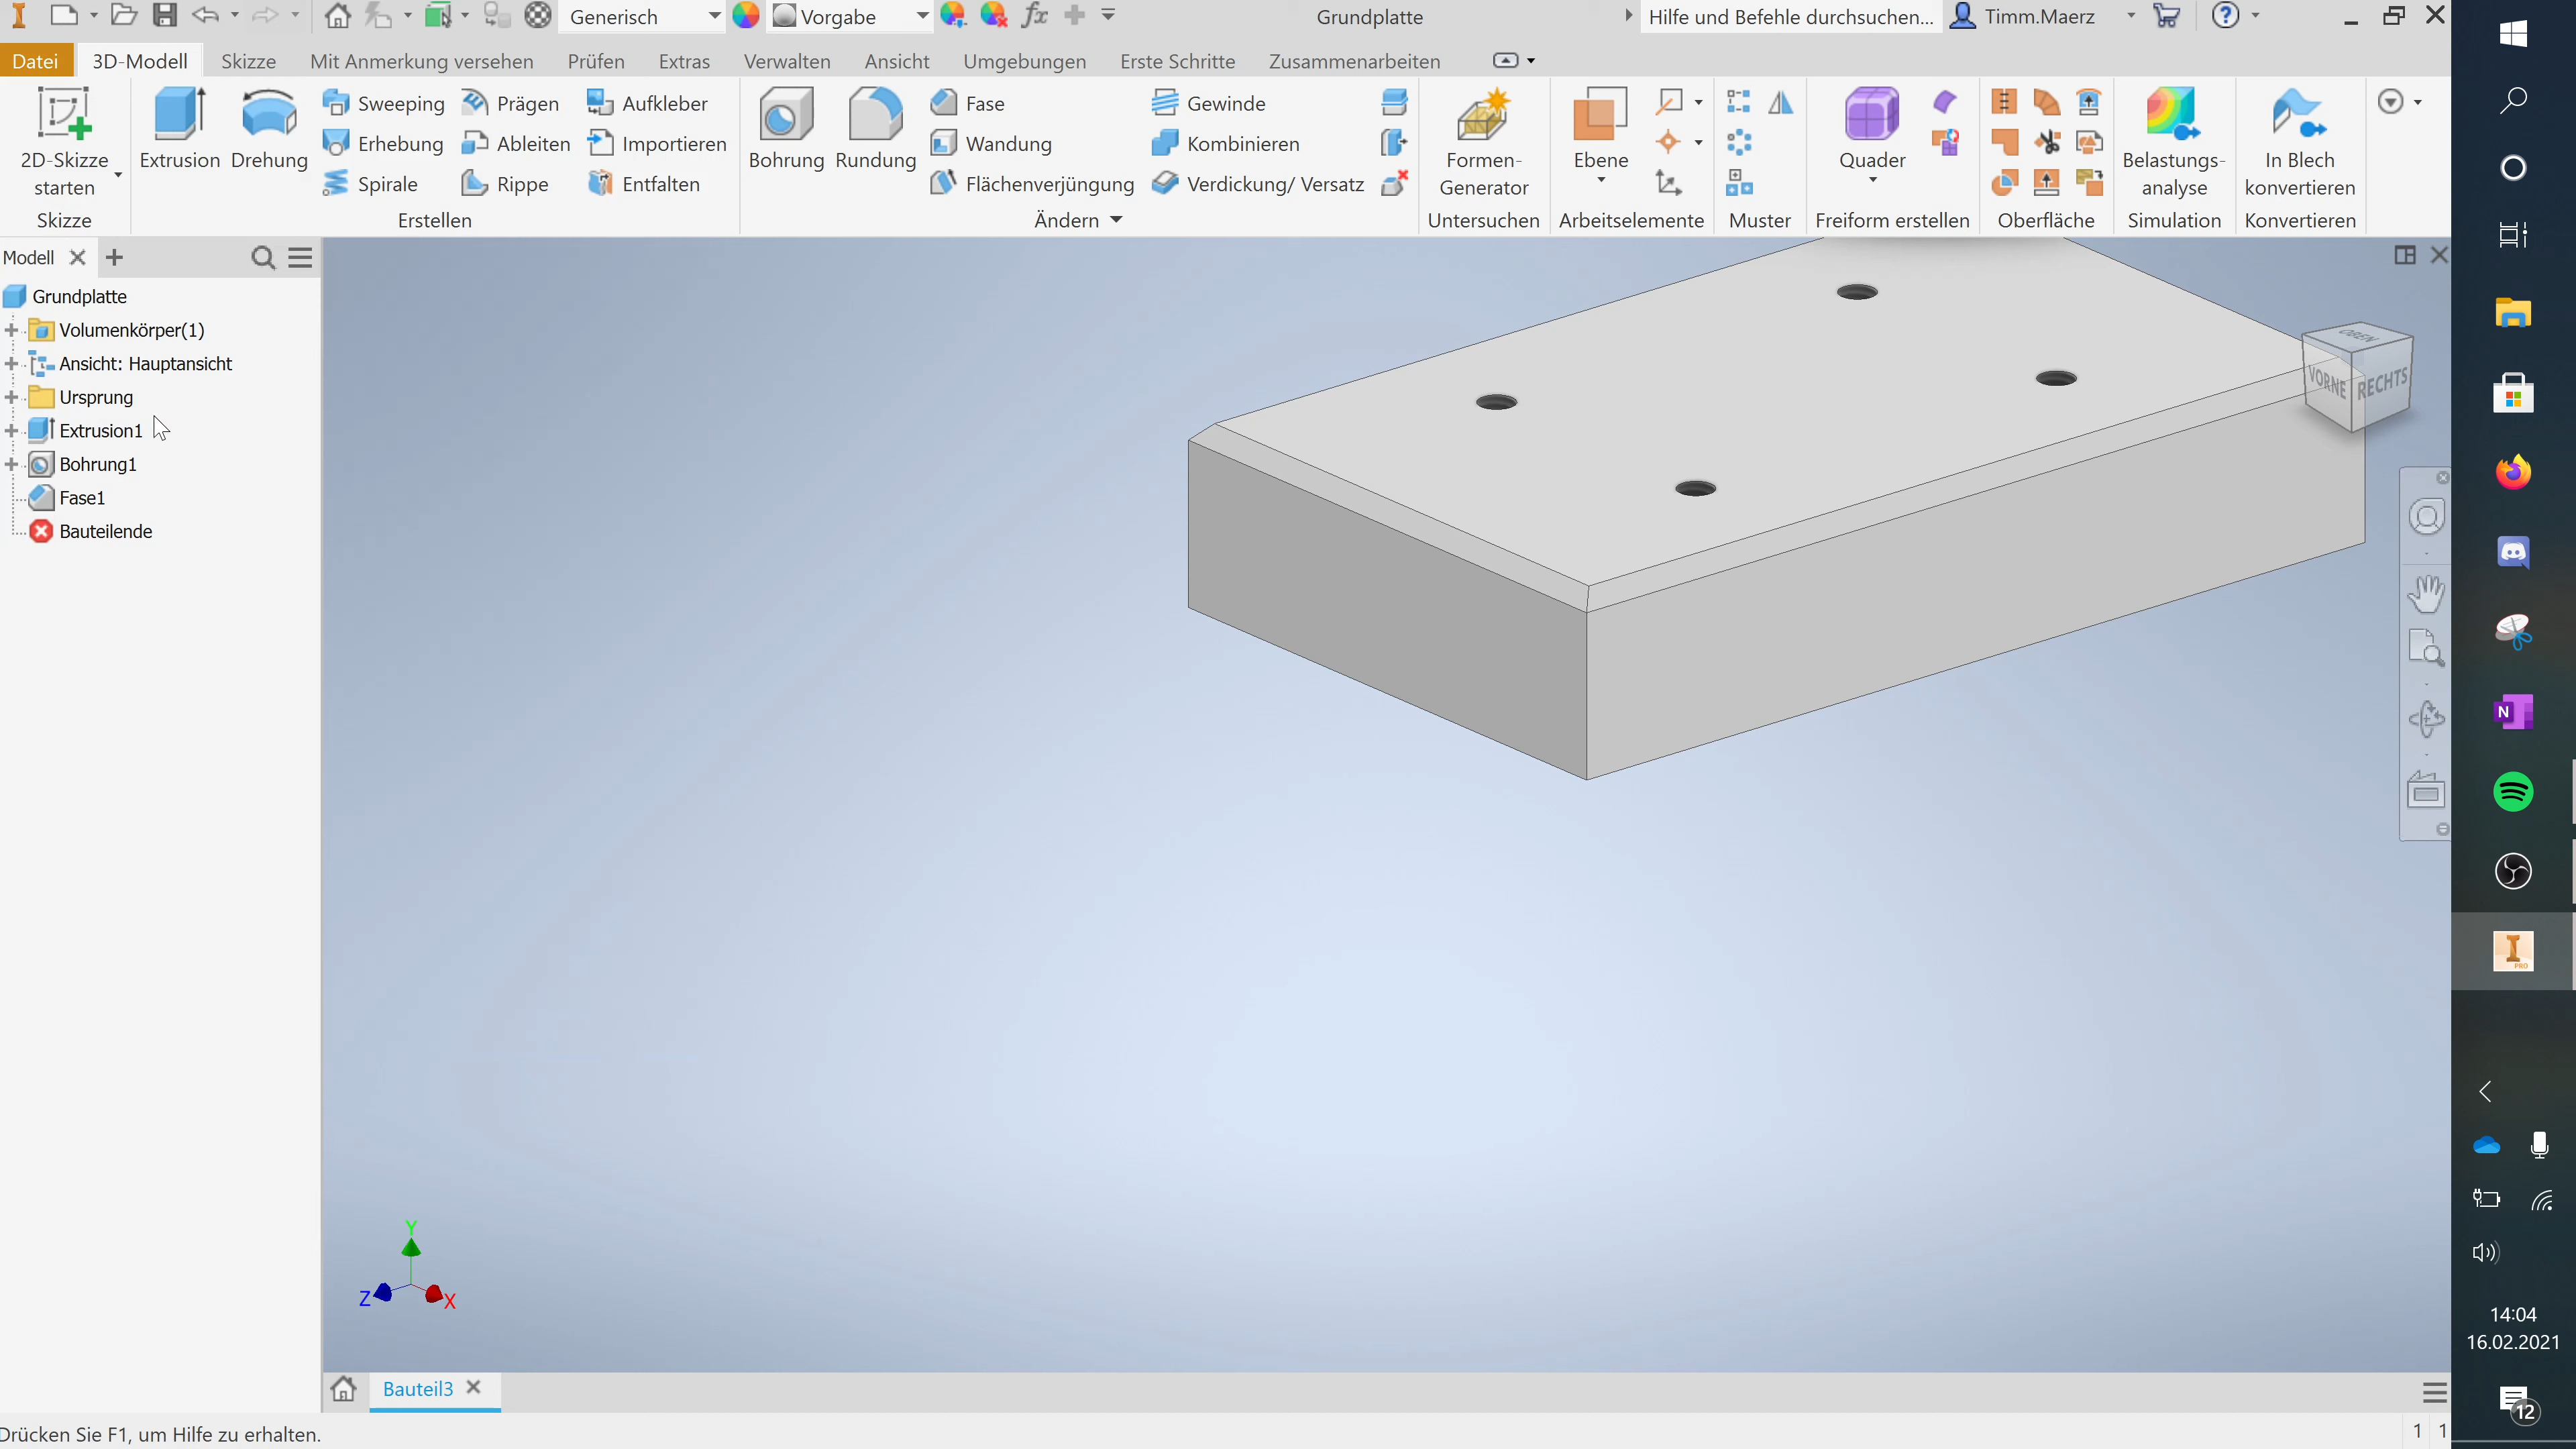 Generisch
Vorgabe
Grundplatte
Hilfe und Befehle durchsuchen...
Timm.Maerz
Datei
3D-Modell
Skizze
Mit Anmerkung versehen
Prüfen
Extras
Verwalten
Ansicht
Umgebungen
Erste Schritte
Zusammenarbeiten
2D-Skizze
starten
Skizze
Extrusion
Drehung
Sweeping
Erhebung
Spirale
Prägen
Ableiten
Rippe
Aufkleber
Importieren
Entfalten
Erstellen
Bohrung
Rundung
Fase
Wandung
Flächenverjüngung
Gewinde
Kombinieren
Verdickung/ Versatz
Ändern
Formen-
Generator
Untersuchen
Ebene
Arbeitselemente
Muster
Quader
Freiform erstellen
Oberfläche
Belastungs-
analyse
Simulation
In Blech
konvertieren
Konvertieren
Modell
Grundplatte
Volumenkörper(1)
Ansicht: Hauptansicht
Ursprung
Extrusion1
Bohrung1
Fase1
Bauteilende
OBEN
VORNE
RECHTS
Y
Z
X
N
I
PRO
14:04
16.02.2021
12
Bauteil3
Drücken Sie F1, um Hilfe zu erhalten.
1 1